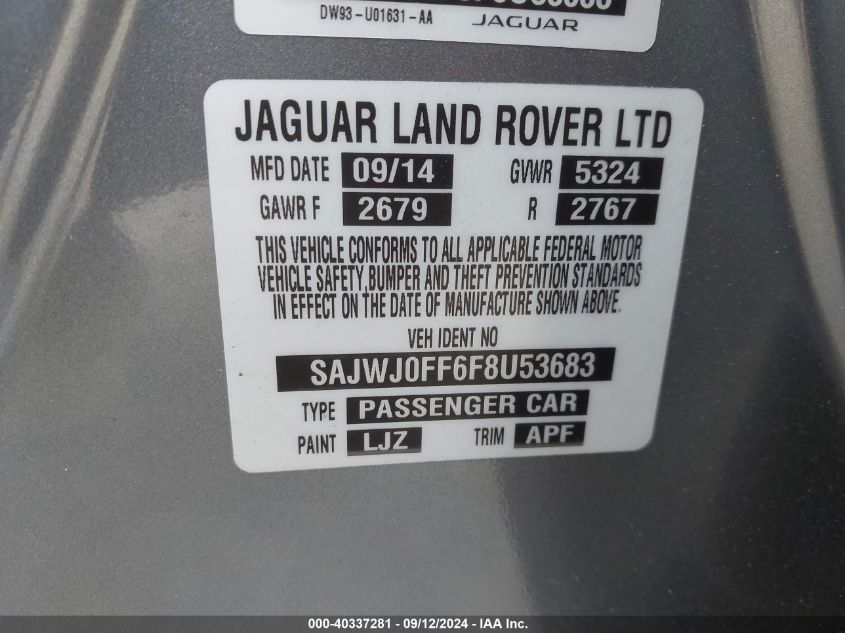 DW93-U01631-AA JAGUAR
JAGUAR LAND ROVER LTD
MFD DATE 09/14 GVWR 5324
GAWR F 2679 R 2767
THIS VEHICLE CONFORMS TO ALL APPLICABLE FEDERAL MOTOR
VEHICLE SAFETY,BUMPER AND THEFT PREVENTION STANDARDS
IN EFFECT ON THE DATE OF MANUFACTURE SHOWN ABOVE.
VEH IDENT NO
SAJWJ0FF6F8U53683
TYPE PASSENGER CAR
PAINT LJZ TRIM APF
000-40337281 - 09/12/2024 - IAA Inc.